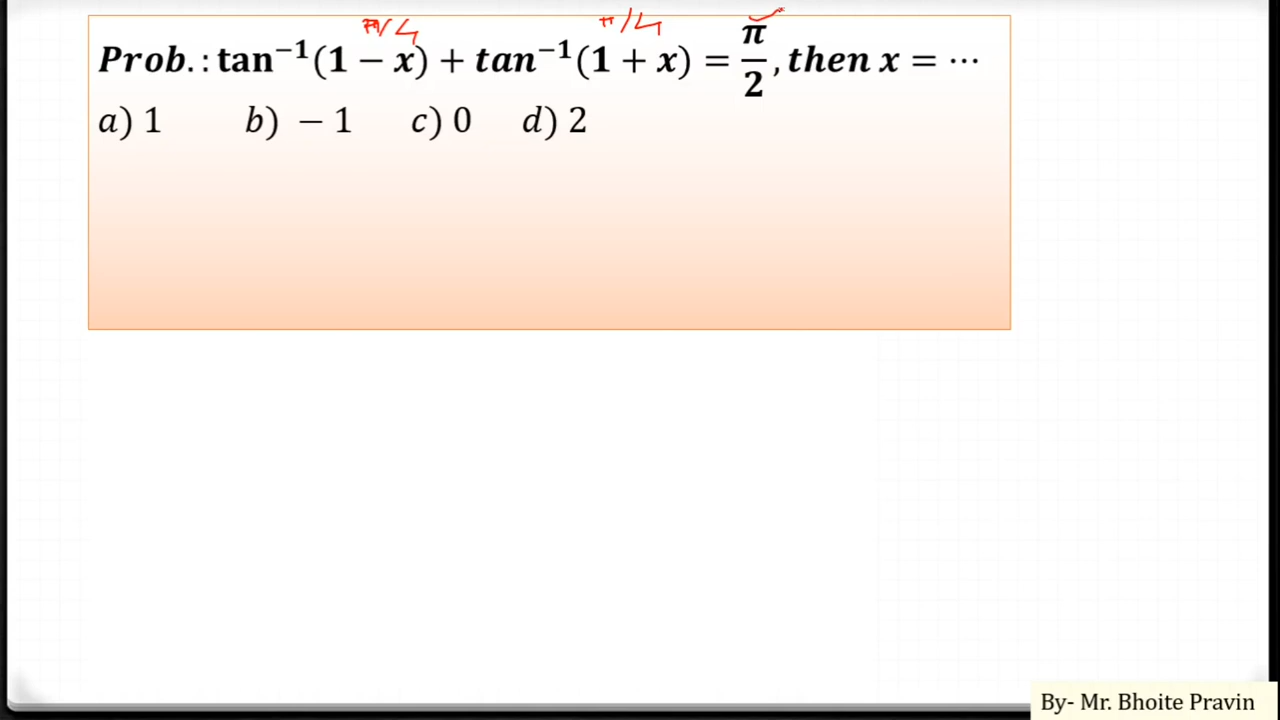 π/4 π/4
Prob.: tan⁻¹(1 − x) + tan⁻¹(1 + x) = π/2, then x = ⋯
a) 1 b) − 1 c) 0 d) 2
By- Mr. Bhoite Pravin